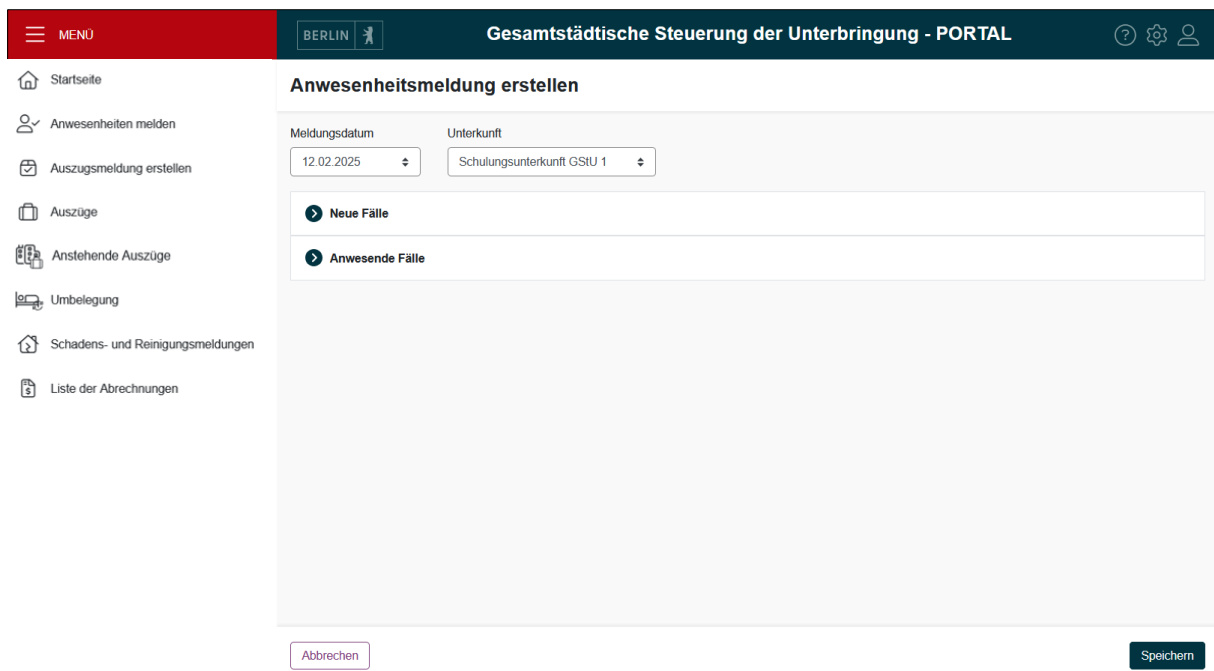 MENÜ
BERLIN
Gesamtstädtische Steuerung der Unterbringung - PORTAL
?
Startseite
Anwesenheiten melden
Auszugsmeldung erstellen
Auszüge
Anstehende Auszüge
Umbelegung
Schadens- und Reinigungsmeldungen
$
Liste der Abrechnungen
Anwesenheitsmeldung erstellen
Meldungsdatum
Unterkunft
12.02.2025
Schulungsunterkunft GStU 1
Neue Fälle
Anwesende Fälle
Abbrechen
Speichern